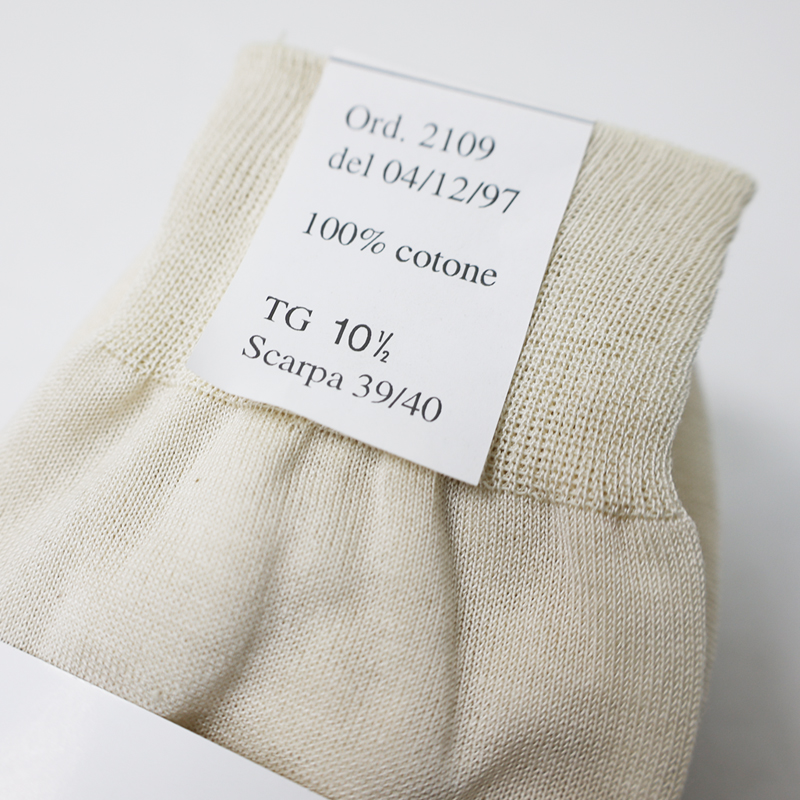 Ord. 2109
del 04/12/97
100% cotone
TG 10½
Scarpa 39/40